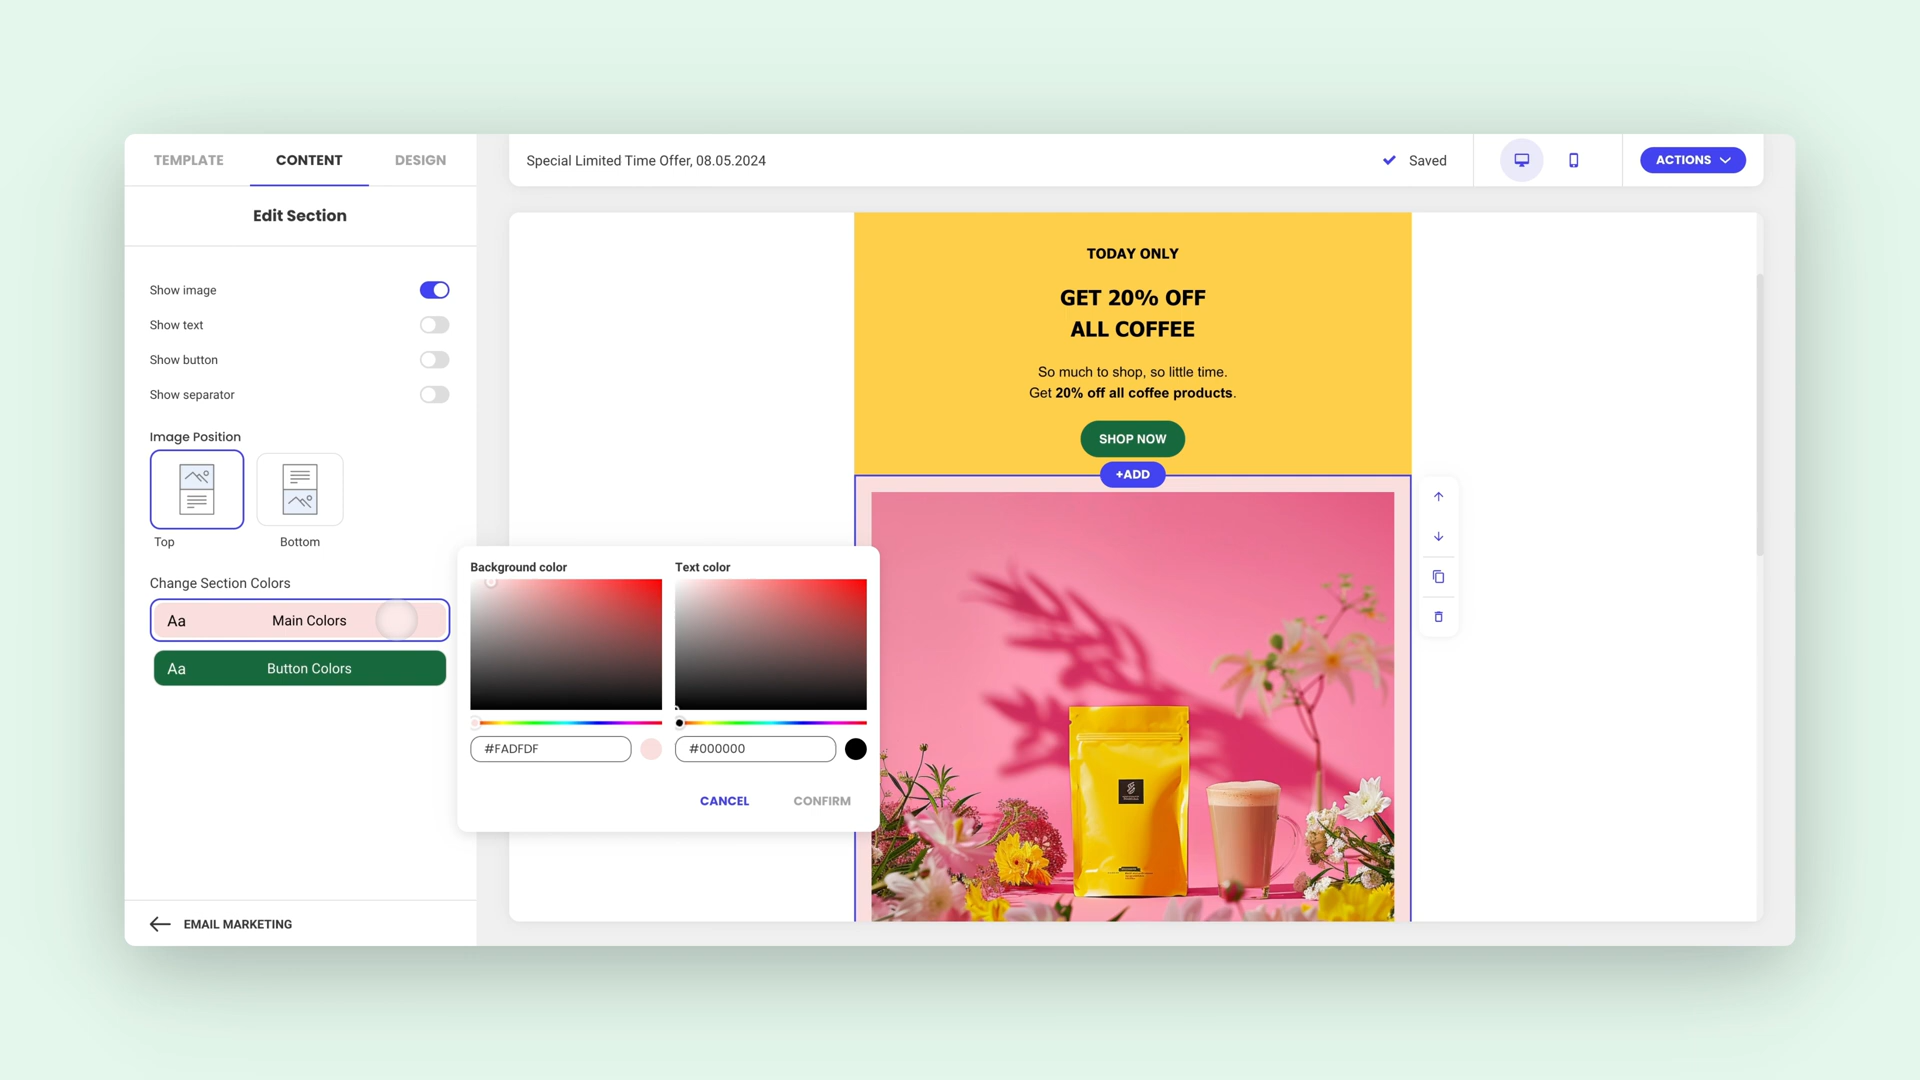 TEMPLATE
CONTENT
DESIGN
Edit Section
Show image
Show text
Show button
Show separator
Image Position
Top
Bottom
Change Section Colors
Aa
Main Colors
Aa
Button Colors
EMAIL MARKETING
Special Limited Time Offer, 08.05.2024
Saved
ACTIONS
TODAY ONLY
GET 20% OFF
ALL COFFEE
So much to shop, so little time.
Get 20% off all coffee products.
SHOP NOW
+ADD
Background color
Text color
#FADFDF
#000000
CANCEL
CONFIRM